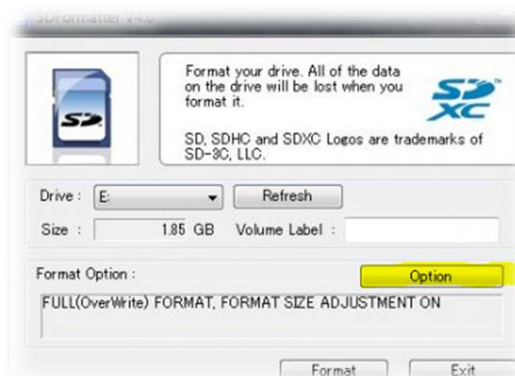 SDFormatter V4.0
Format your drive. All of the data
on the drive will be lost when you
format it.
SD, SDHC and SDXC Logos are trademarks of
SD-3C, LLC.
SD
SD XC
TM
Drive : E: Refresh
Size : 1.85 GB Volume Label :
Format Option : Option
FULL(OverWrite) FORMAT, FORMAT SIZE ADJUSTMENT ON
Format Exit